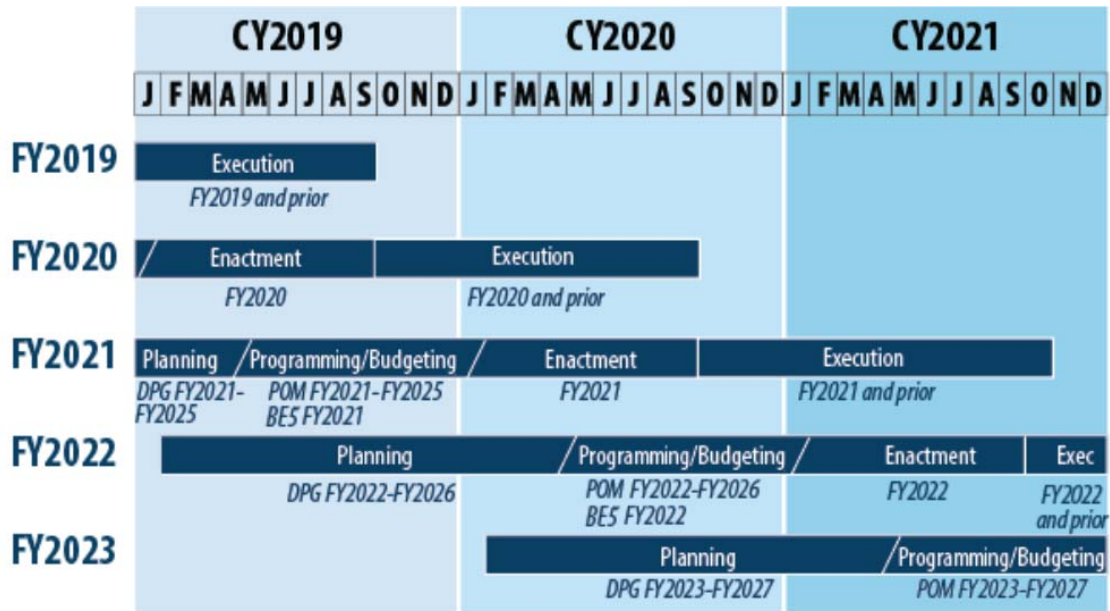 CY2019 CY2020 CY2021
J F M A M J J A S O N D J F M A M J J A S O N D J F M A M J J A S O N D
FY2019
Execution
FY2019 and prior
FY2020
Enactment Execution
FY2020 FY2020 and prior
FY2021
Planning Programming/Budgeting Enactment Execution
DPG FY2021- POM FY2021-FY2025 FY2021 FY2021 and prior
FY2025 BES FY2021
FY2022
Planning Programming/Budgeting Enactment Exec
DPG FY2022-FY2026 POM FY2022-FY2026 FY2022 FY2022
BES FY2022 and prior
FY2023
Planning Programming/Budgeting
DPG FY2023-FY2027 POM FY2023-FY2027